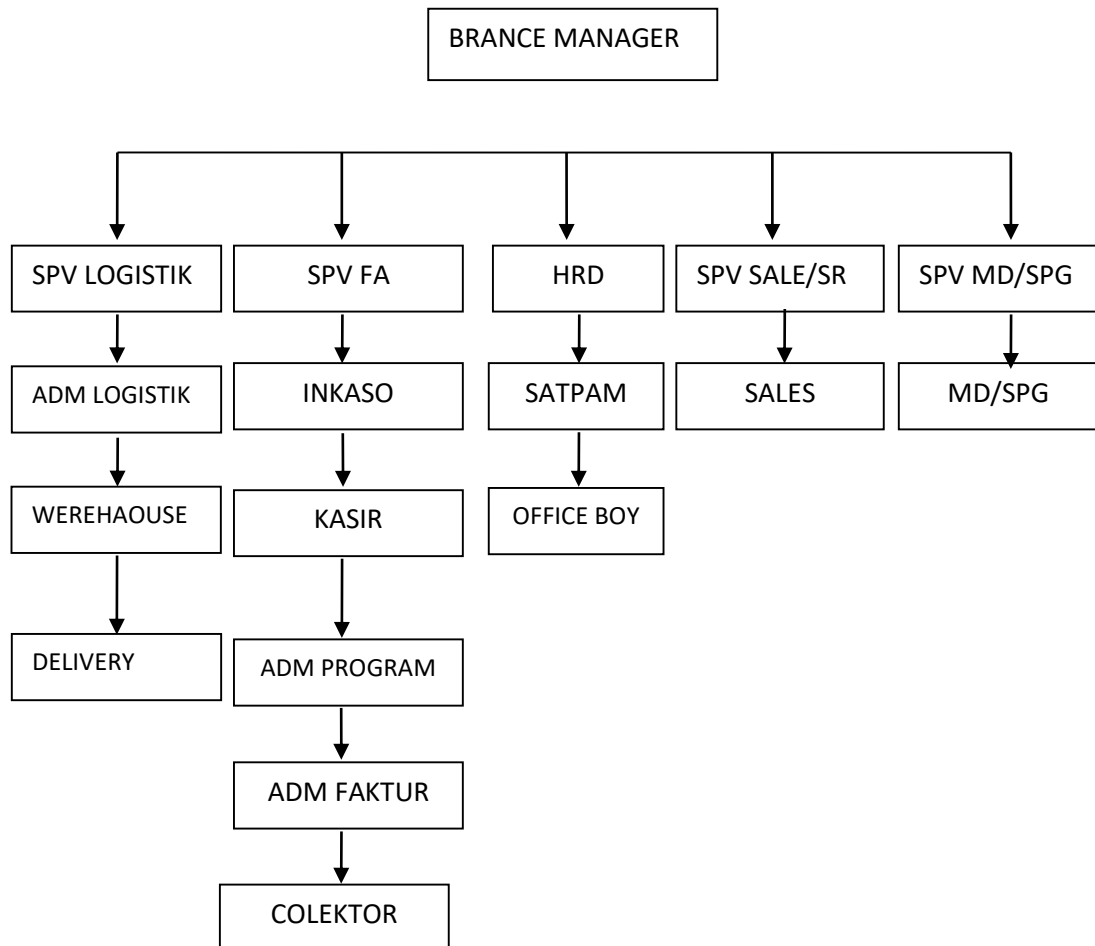 BRANCE MANAGER
SPV LOGISTIK
SPV FA
HRD
SPV SALE/SR
SPV MD/SPG
ADM LOGISTIK
INKASO
SATPAM
SALES
MD/SPG
WEREHAOUSE
KASIR
OFFICE BOY
DELIVERY
ADM PROGRAM
ADM FAKTUR
COLEKTOR